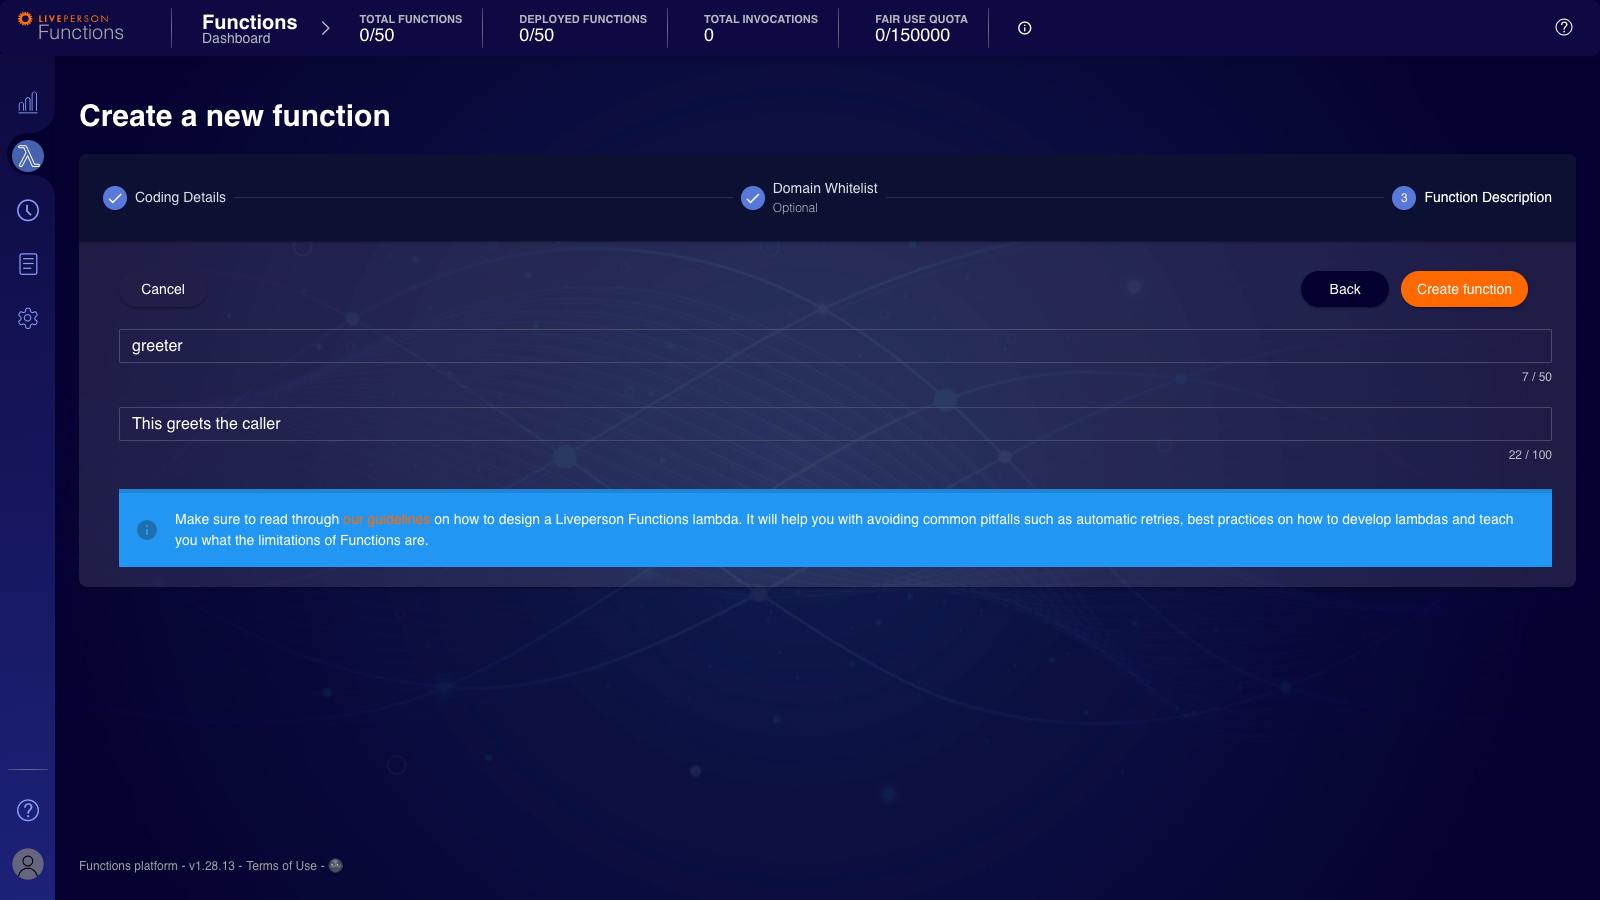 LIVEPERSON
Functions
Functions
Dashboard
TOTAL FUNCTIONS
0/50
DEPLOYED FUNCTIONS
0/50
TOTAL INVOCATIONS
0
FAIR USE QUOTA
0/150000
Create a new function
Coding Details
Domain Whitelist
Optional
3
Function Description
Cancel
Back
Create function
greeter
7 / 50
This greets the caller
22 / 100
Make sure to read through our guidelines on how to design a Liveperson Functions lambda. It will help you with avoiding common pitfalls such as automatic retries, best practices on how to develop lambdas and teach
you what the limitations of Functions are.
Functions platform - v1.28.13 - Terms of Use -